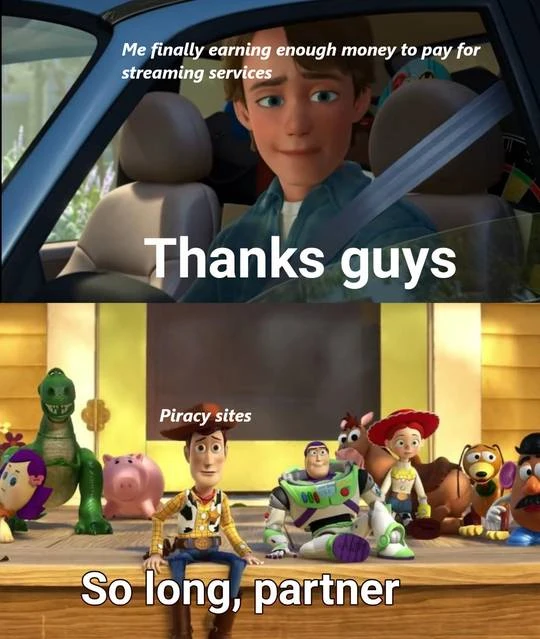 Me finally earning enough money to pay for
streaming services
Thanks guys
Piracy sites
So long, partner